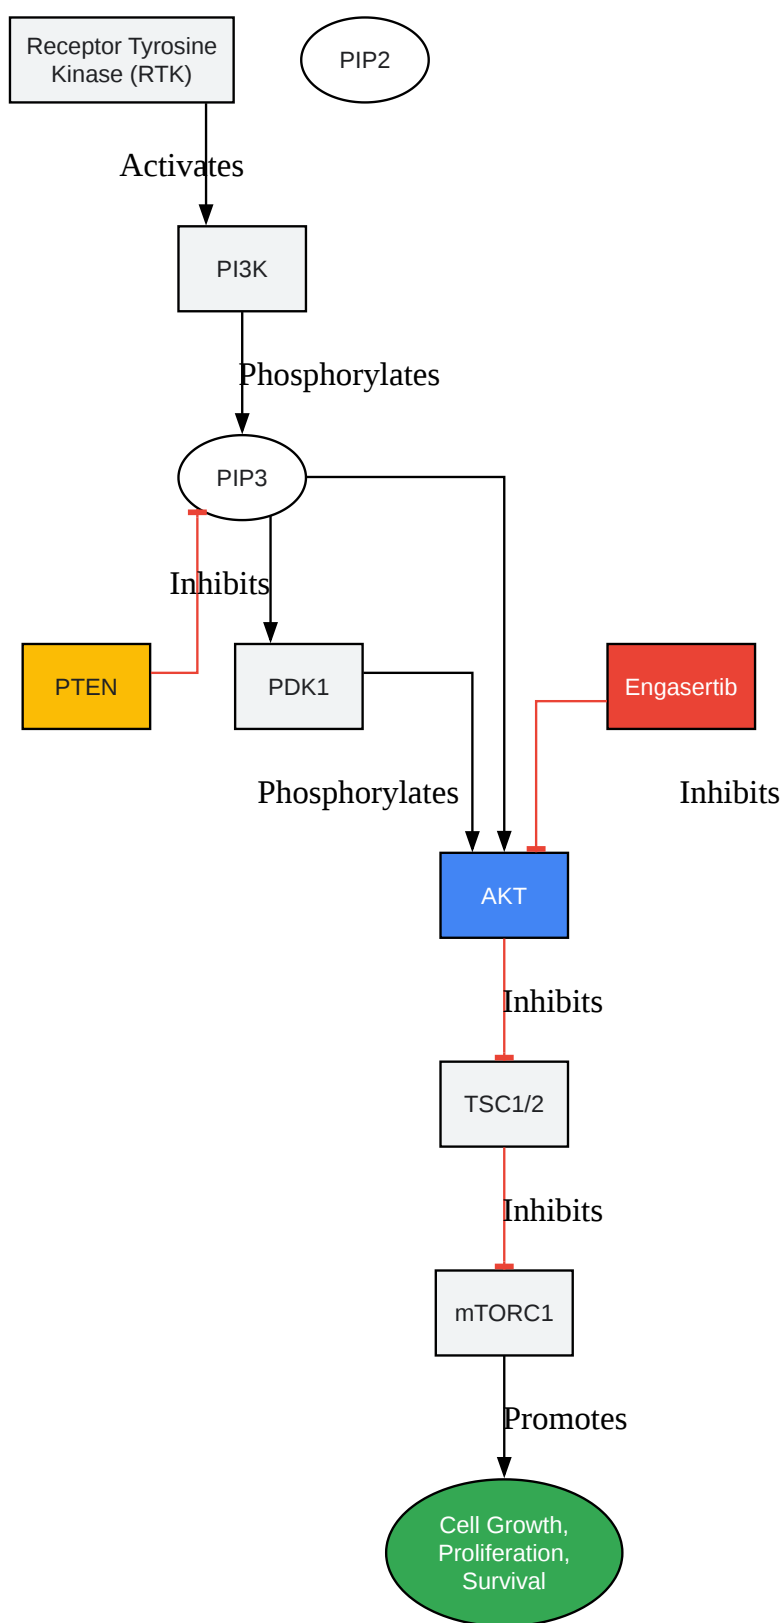 Receptor Tyrosine
Kinase (RTK)
PIP2
Activates
PI3K
Phosphorylates
PIP3
Inhibits
PTEN
PDK1
Engasertib
Phosphorylates
Inhibits
AKT
Inhibits
TSC1/2
Inhibits
mTORC1
Promotes
Cell Growth,
Proliferation,
Survival